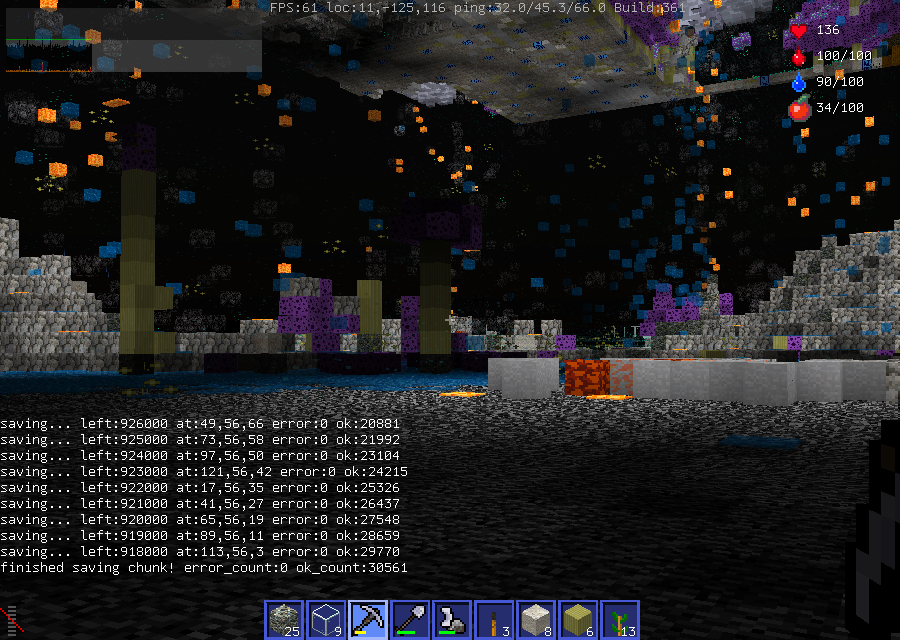 FPS:61 loc:11,-125,116 ping:32.0/45.3/66.0 Build:361
136
100/100
90/100
34/100
saving... left:926000 at:49,56,66 error:0 ok:20881
saving... left:925000 at:73,56,58 error:0 ok:21992
saving... left:924000 at:97,56,50 error:0 ok:23104
saving... left:923000 at:121,56,42 error:0 ok:24215
saving... left:922000 at:17,56,35 error:0 ok:25326
saving... left:921000 at:41,56,27 error:0 ok:26437
saving... left:920000 at:65,56,19 error:0 ok:27548
saving... left:919000 at:89,56,11 error:0 ok:28659
saving... left:918000 at:113,56,3 error:0 ok:29770
finished saving chunk! error_count:0 ok_count:30561
25 9 3 8 6 13